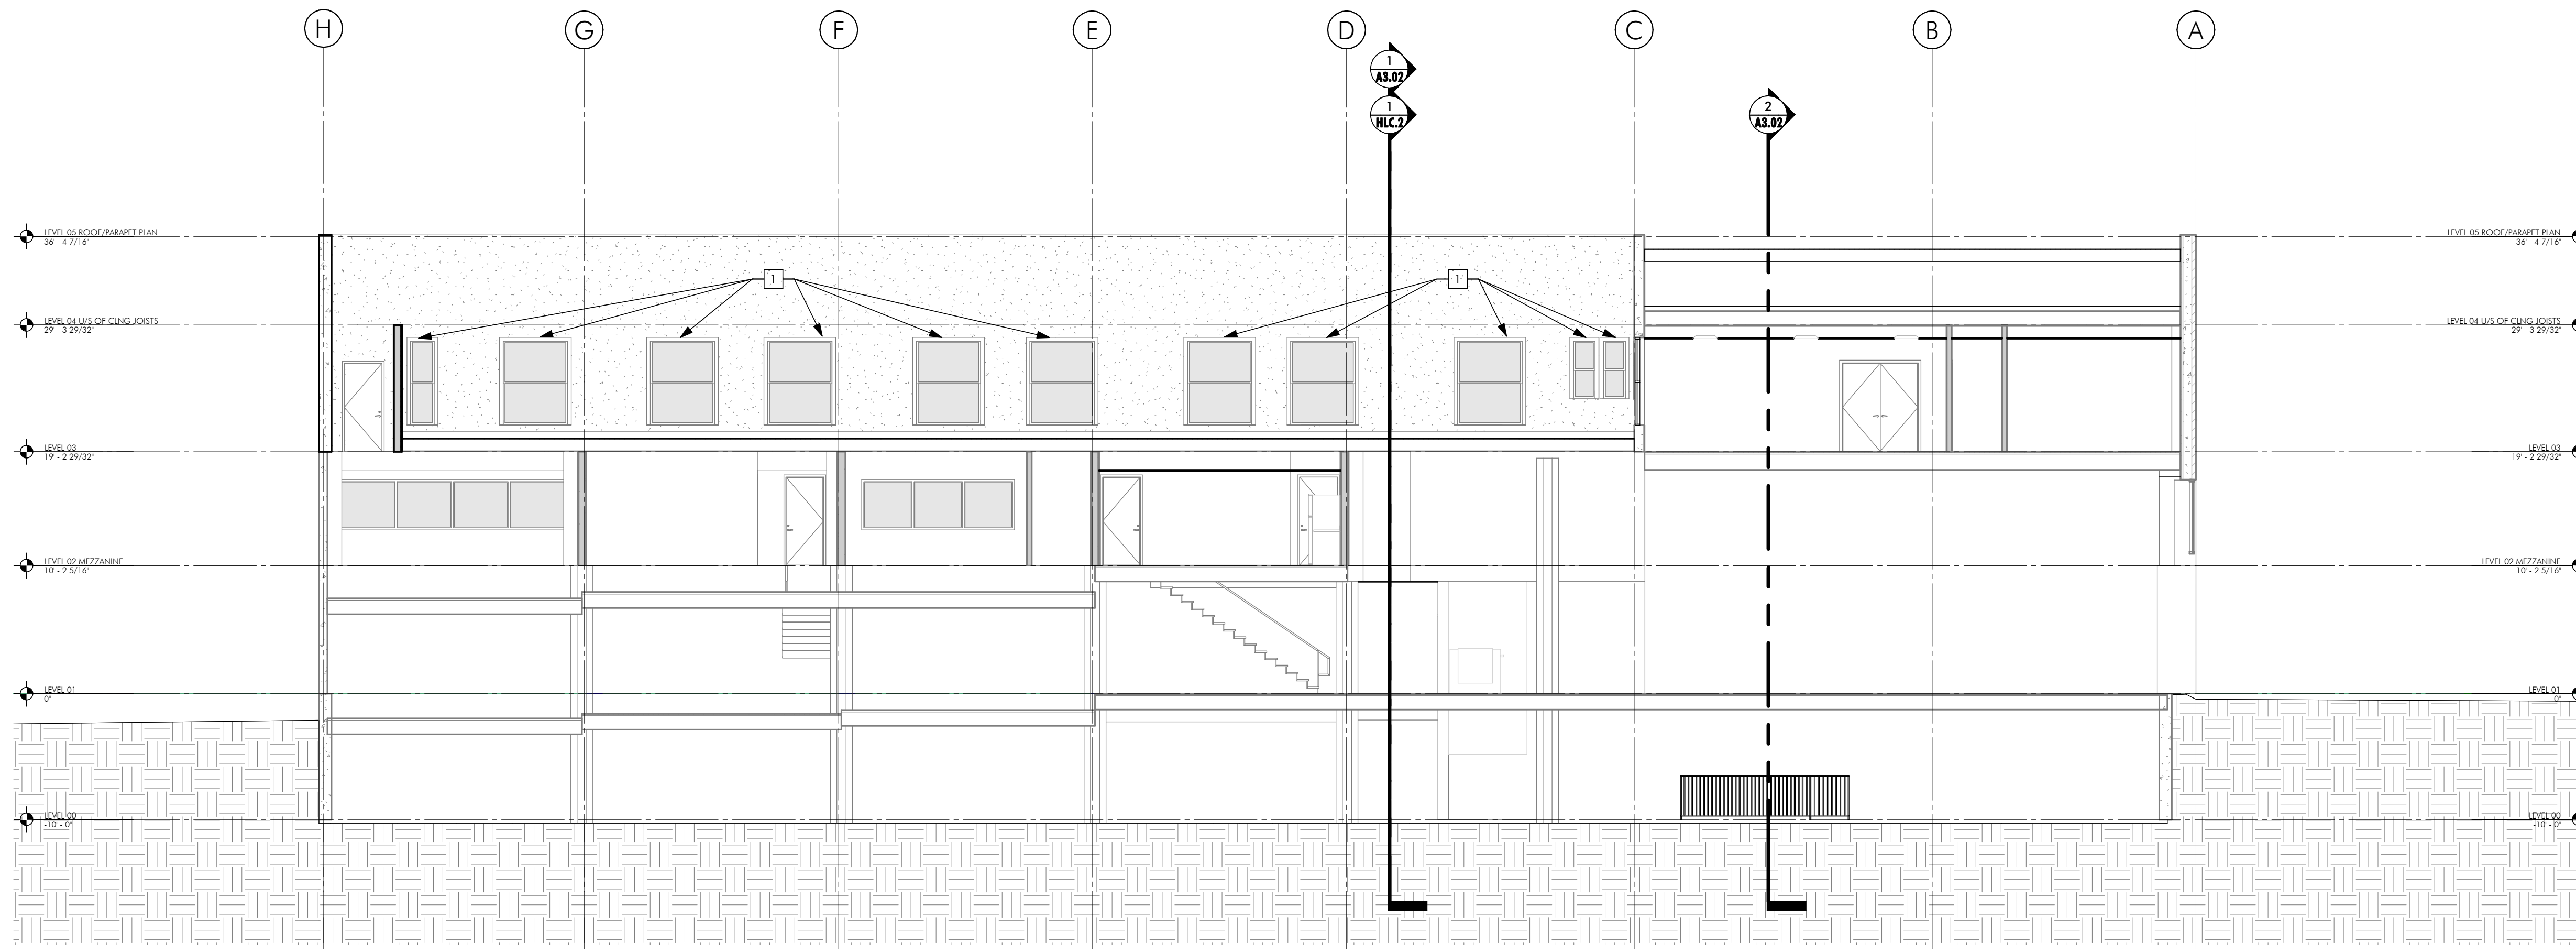 H
G
F
E
D
C
B
A
1
A3.02
1
HLC.2
2
A3.02
LEVEL 05 ROOF/PARAPET PLAN
36' - 4 7/16"
LEVEL 05 ROOF/PARAPET PLAN
36' - 4 7/16"
1
1
LEVEL 04 U/S OF CLNG JOISTS
29' - 3 29/32"
LEVEL 04 U/S OF CLNG JOISTS
29' - 3 29/32"
LEVEL 03
19' - 2 29/32"
LEVEL 03
19' - 2 29/32"
LEVEL 02 MEZZANINE
10' - 2 5/16"
LEVEL 02 MEZZANINE
10' - 2 5/16"
LEVEL 01
0"
LEVEL 01
0"
LEVEL 00
-10' - 0"
LEVEL 00
-10' - 0"